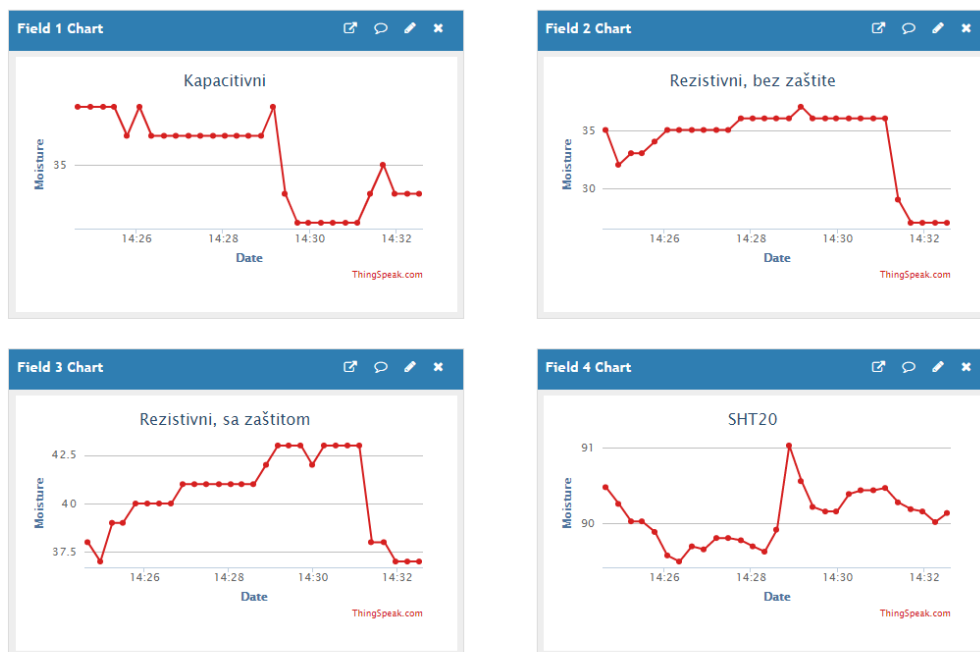 Field 1 Chart
Kapacitivni
Moisture
35
14:26 14:28 14:30 14:32
Date
ThingSpeak.com
Field 2 Chart
Rezistivni, bez zaštite
Moisture
35
30
14:26 14:28 14:30 14:32
Date
ThingSpeak.com
Field 3 Chart
Rezistivni, sa zaštitom
Moisture
42.5
40
37.5
14:26 14:28 14:30 14:32
Date
ThingSpeak.com
Field 4 Chart
SHT20
Moisture
91
90
14:26 14:28 14:30 14:32
Date
ThingSpeak.com